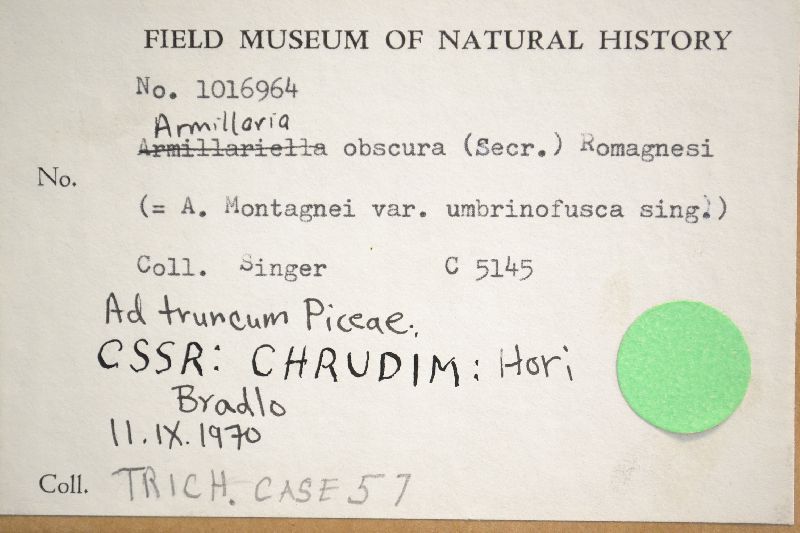 FIELD MUSEUM OF NATURAL HISTORY
No. 1016964
Armillaria
Armillariella obscura (Secr.) Romagnesi
No.
(= A. Montagnei var. umbrinofusca sing.)
Coll. Singer C 5145
Ad truncum Piceae.
CSSR: CHRUDIM: Hori
Bradlo
11.IX.1970
Coll. TRICH. CASE 57